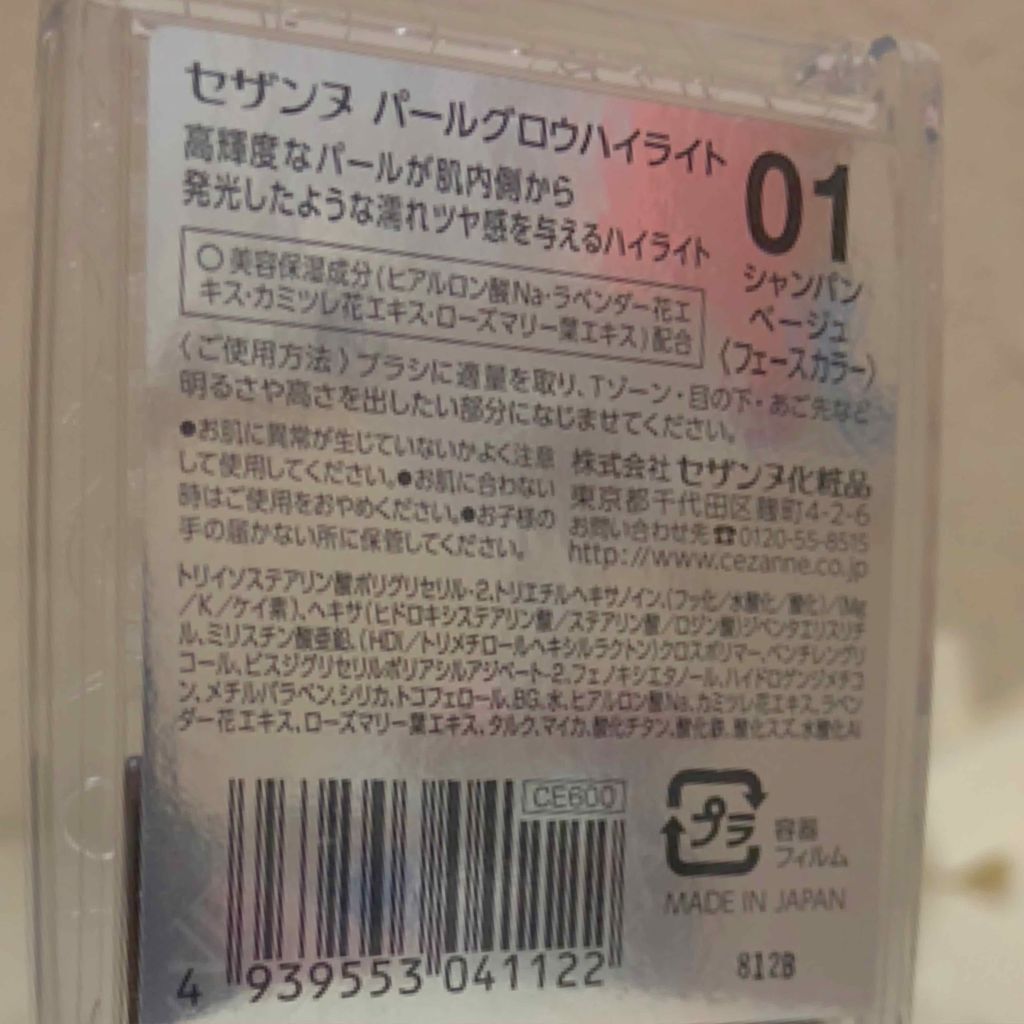 セザンヌ パールグロウハイライト
高輝度なパールが肌内側から
発光したような濡れツヤ感を与えるハイライト
01
シャンパン
ベージュ
(フェースカラー)
○美容保湿成分(ヒアルロン酸Na・ラベンダー花エ
キス・カミツレ花エキス・ローズマリー葉エキス)配合
〈ご使用方法〉ブラシに適量を取り、Tゾーン・目の下・あご先など
明るさや高さを出したい部分になじませてください。
●お肌に異常が生じていないかよく注意
して使用してください。●お肌に合わない
時はご使用をおやめください。●お子様の
手の届かない所に保管してください。
株式会社 セザンヌ化粧品
東京都千代田区麹町4-2-6
お問い合わせ先☎0120-55-8515
http://www.cezanne.co.jp
トリイソステアリン酸ポリグリセリル-2、トリエチルヘキサノイン、(フッ化/水酸化/酸化)/(Mg
/K/ケイ素)、ヘキサ(ヒドロキシステアリン酸/ステアリン酸/ロジン酸)ジペンタエリスリチ
ル、ミリスチン酸亜鉛、(HDI/トリメチロールヘキシルラクトン)クロスポリマー、ペンチレングリ
コール、ビスジグリセリルポリアシルアジペート-2、フェノキシエタノール、ハイドロゲンジメチコ
ン、メチルパラベン、シリカ、トコフェロール、BG、水、ヒアルロン酸Na、カミツレ花エキス、ラベン
ダー花エキス、ローズマリー葉エキス、タルク、マイカ、酸化チタン、酸化鉄、酸化スズ、水酸化Al
CE600
4 939553 041122
プラ
容器
フィルム
MADE IN JAPAN
812B